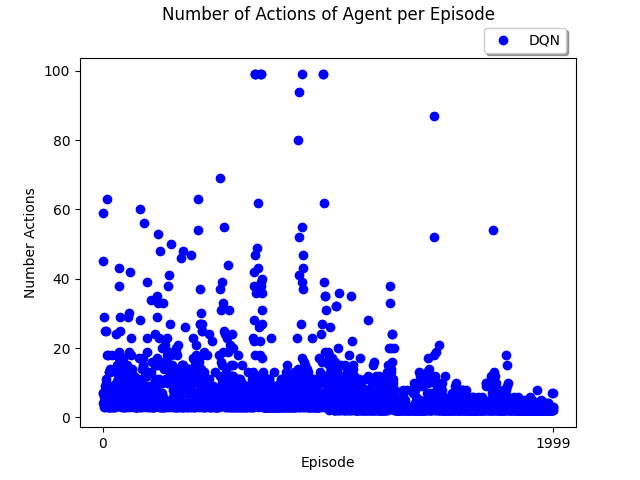 Number of Actions of Agent per Episode
DQN
100
80
60
40
20
0
Number Actions
0 1999
Episode